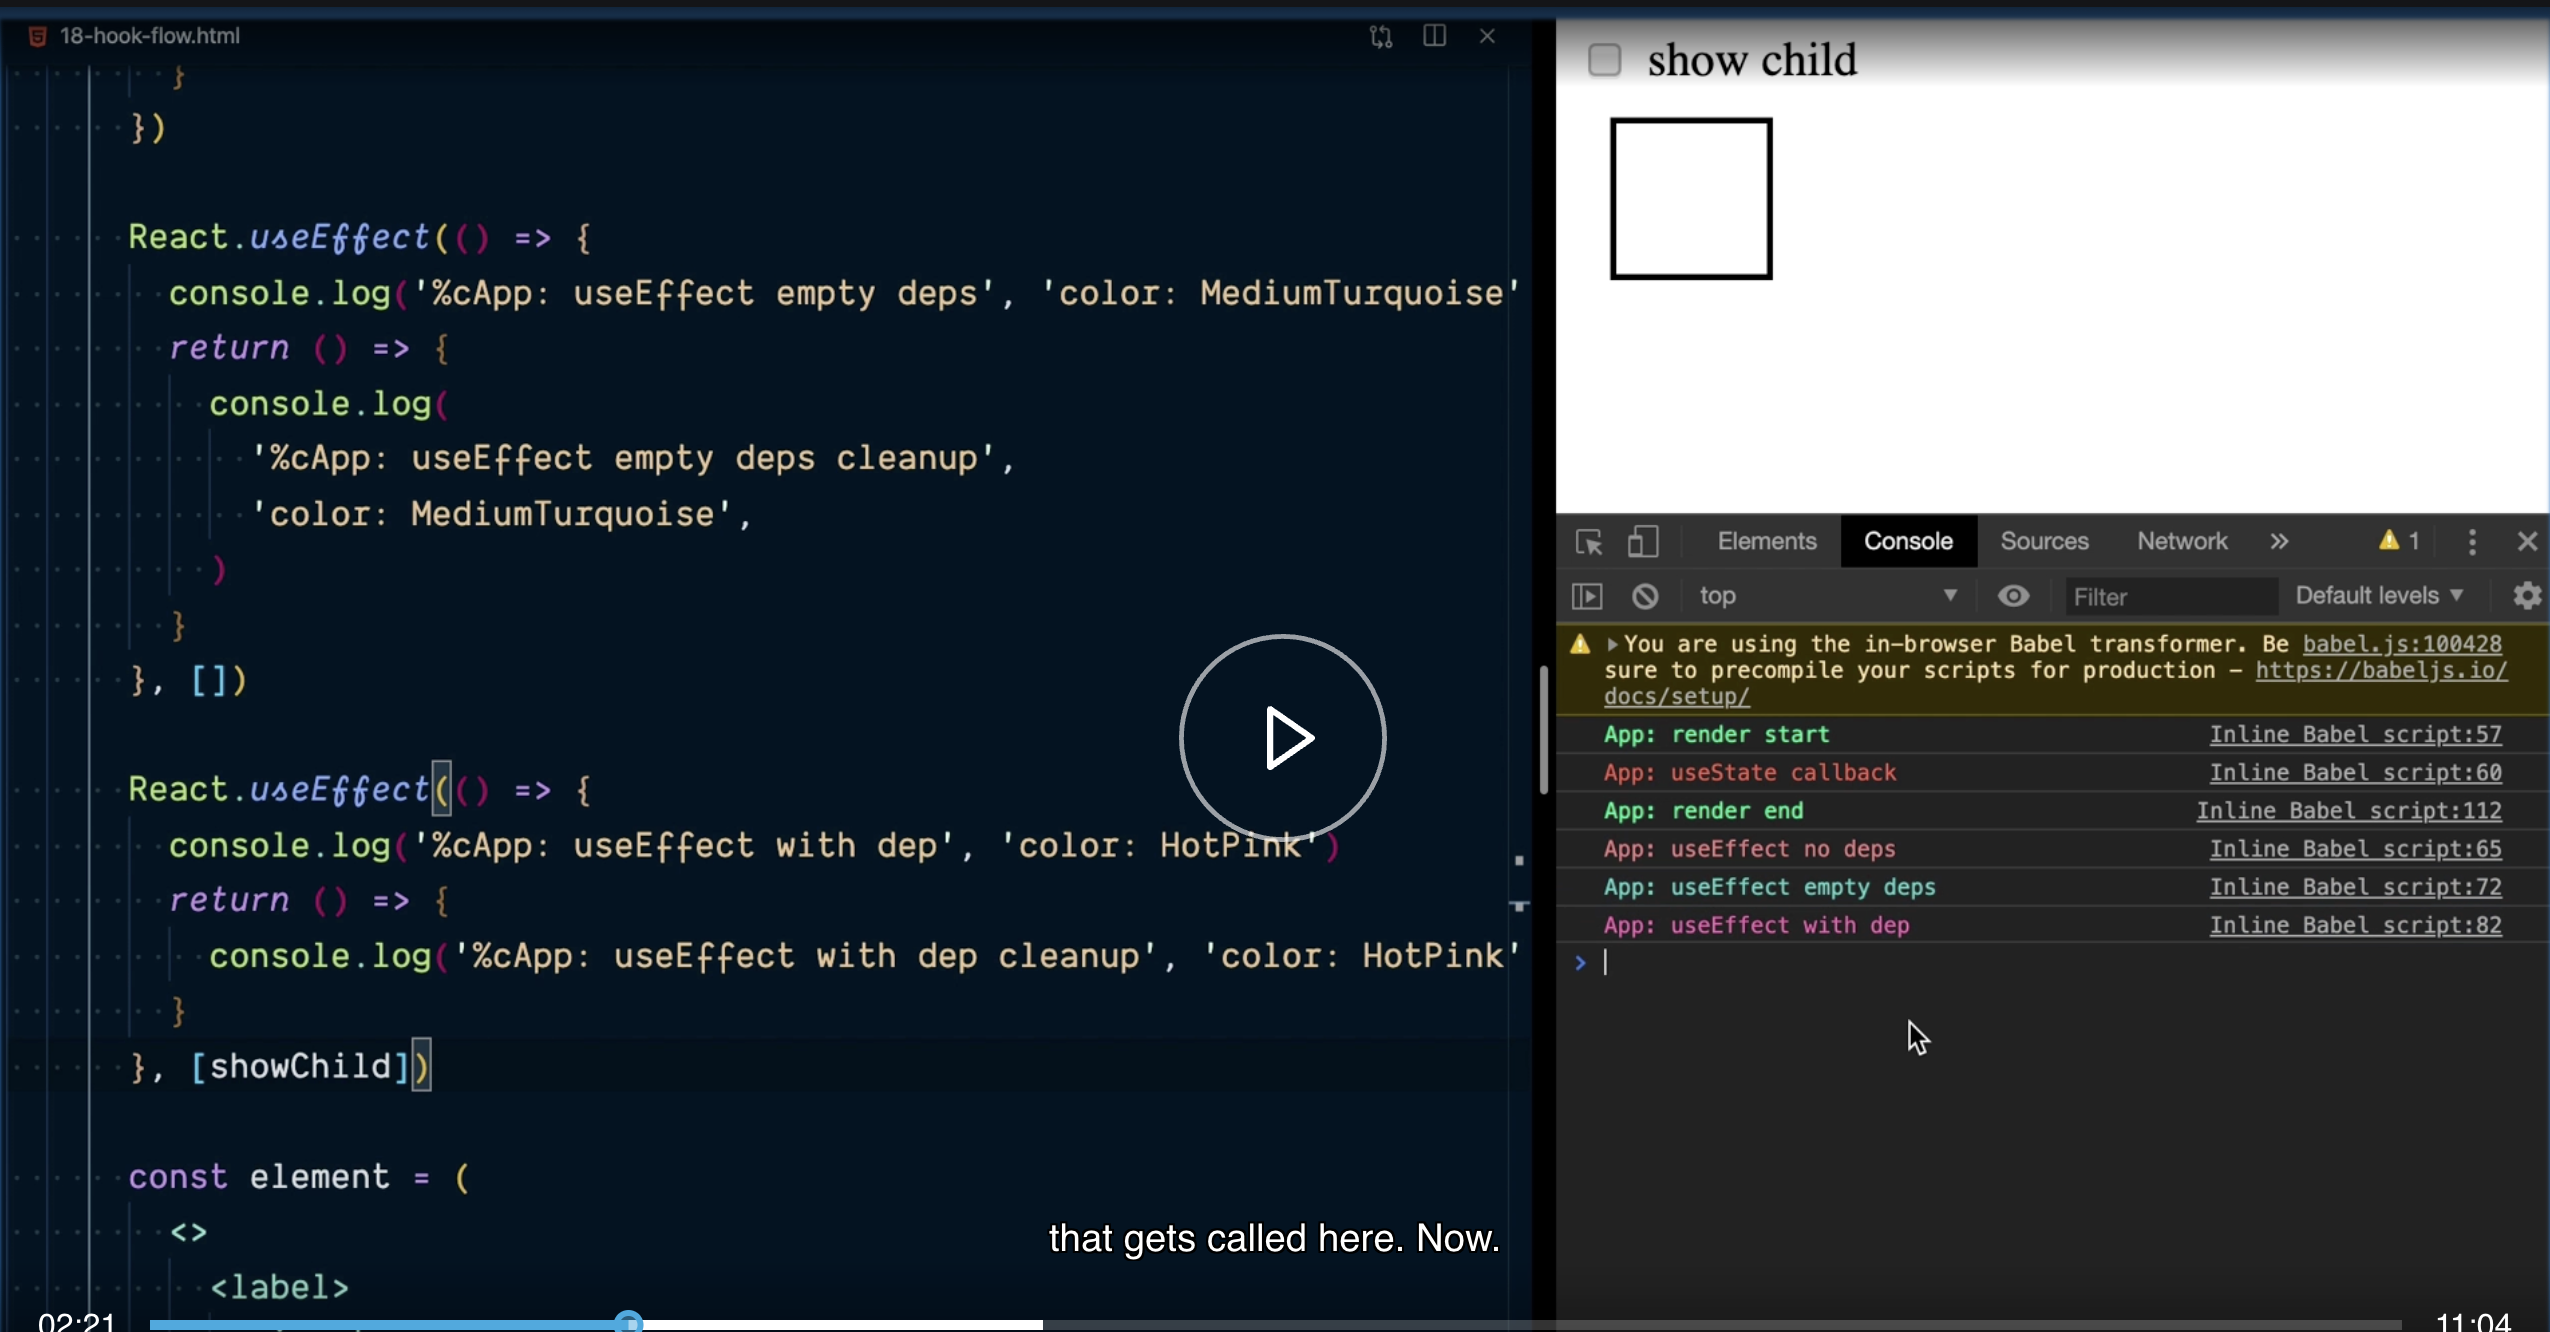 18-hook-flow.html
}
})
React.useEffect(() => {
console.log('%cApp: useEffect empty deps', 'color: MediumTurquoise'
return () => {
console.log(
'%cApp: useEffect empty deps cleanup',
'color: MediumTurquoise',
)
}
}, [])
React.useEffect(() => {
console.log('%cApp: useEffect with dep', 'color: HotPink')
return () => {
console.log('%cApp: useEffect with dep cleanup', 'color: HotPink'
}
}, [showChild])
const element = (
<>
<label>
that gets called here. Now.
02:21
11:04
show child
Elements Console Sources Network » 1
top Filter Default levels
You are using the in-browser Babel transformer. Be babel.js:100428
sure to precompile your scripts for production – https://babeljs.io/
docs/setup/
App: render start Inline Babel script:57
App: useState callback Inline Babel script:60
App: render end Inline Babel script:112
App: useEffect no deps Inline Babel script:65
App: useEffect empty deps Inline Babel script:72
App: useEffect with dep Inline Babel script:82
>